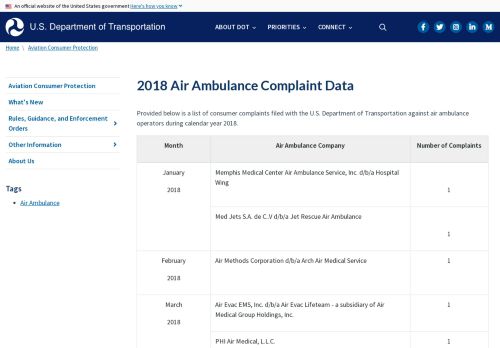 An official website of the United States government Here's how you know
U.S. Department of Transportation
ABOUT DOT
PRIORITIES
CONNECT
Home \ Aviation Consumer Protection
Aviation Consumer Protection
What's New
Rules, Guidance, and Enforcement
Orders
Other Information
About Us
Tags
Air Ambulance
2018 Air Ambulance Complaint Data
Provided below is a list of consumer complaints filed with the U.S. Department of Transportation against air ambulance
operators during calendar year 2018.
Month Air Ambulance Company Number of Complaints
January
2018
Memphis Medical Center Air Ambulance Service, Inc. d/b/a Hospital
Wing
1
Med Jets S.A. de C.V d/b/a Jet Rescue Air Ambulance
1
February
2018
Air Methods Corporation d/b/a Arch Air Medical Service 1
March
2018
Air Evac EMS, Inc. d/b/a Air Evac Lifeteam - a subsidiary of Air
Medical Group Holdings, Inc.
1
PHI Air Medical, L.L.C. 1